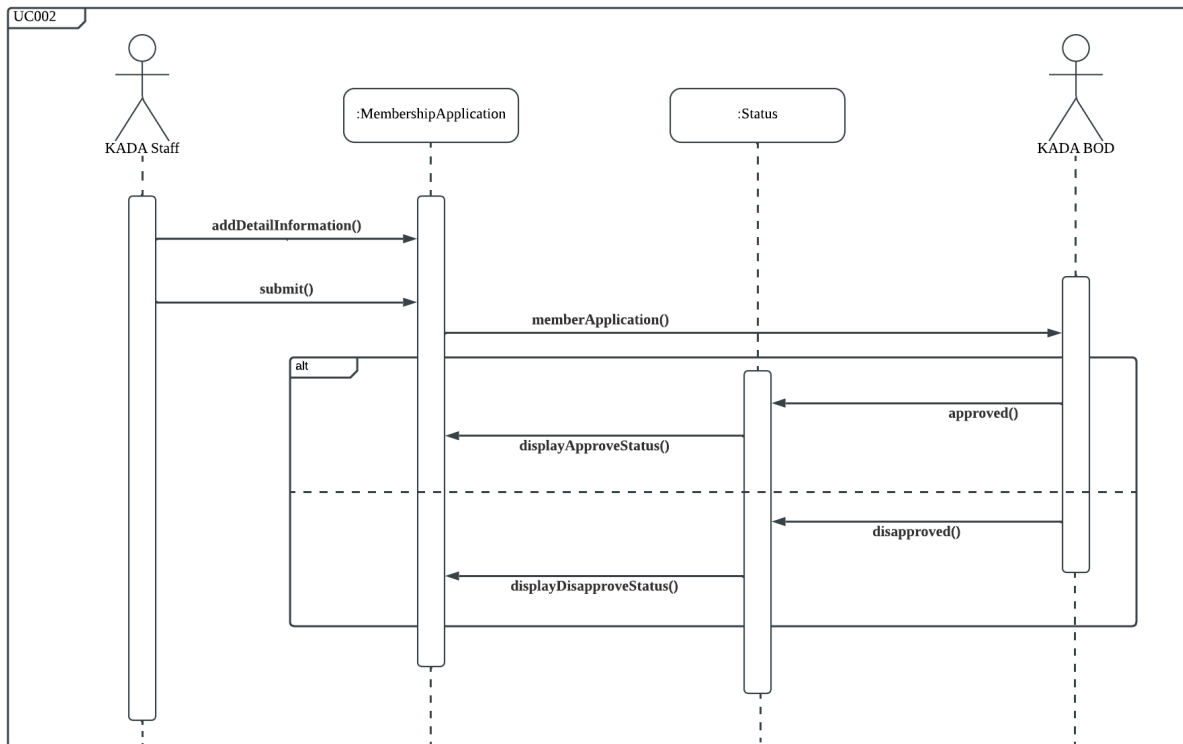 UC002
:MembershipApplication
:Status
KADA Staff
KADA BOD
addDetailInformation()
submit()
memberApplication()
alt
approved()
displayApproveStatus()
disapproved()
displayDisapproveStatus()